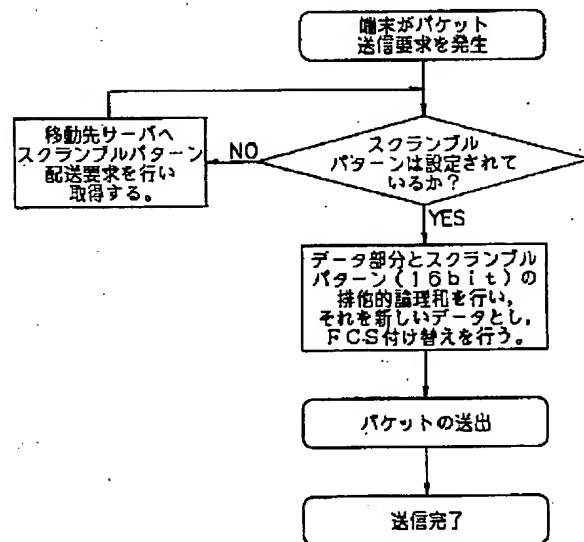 端末がパケット
送信要求を発生
移動先サーバへ
スクランブルパターン
配送要求を行い
取得する。
NO
スクランブル
パターンは設定されて
いるか？
YES
データ部分とスクランブル
パターン（１６ｂｉｔ）の
排他的論理和を行い，
それを新しいデータとし，
ＦＣＳ付け替えを行う。
パケットの送出
送信完了